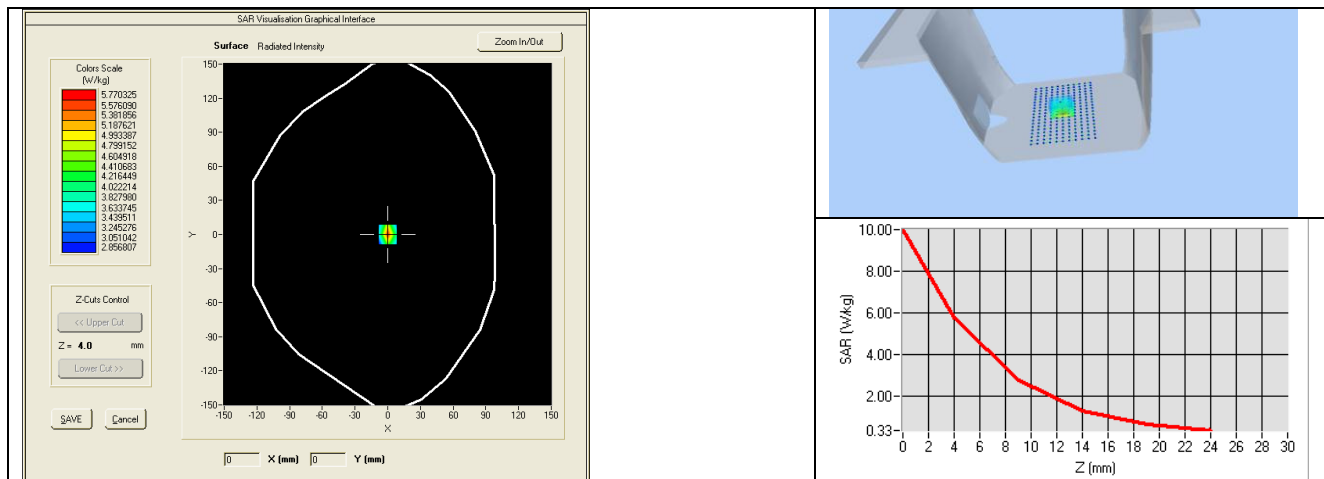 SAR Visualisation Graphical Interface
Surface Radiated Intensity
Zoom In/Out
Colors Scale
(W/kg)
5.770325
5.576090
5.381856
5.187621
4.993387
4.799152
4.604918
4.410683
4.216449
4.022214
3.827980
3.633745
3.439511
3.245276
3.051042
2.856807
Z-Cuts Control
<< Upper Cut
Z = 4.0 mm
Lower Cut >>
SAVE Cancel
150
120
90
60
30
0
-30
-60
-90
-120
-150
Y
-150 -120 -90 -60 -30 0 30 60 90 120 150
X
0 X (mm) 0 Y (mm)
10.00
8.00
6.00
4.00
2.00
0.33
SAR (W/kg)
0 2 4 6 8 10 12 14 16 18 20 22 24 26 28 30
Z (mm)